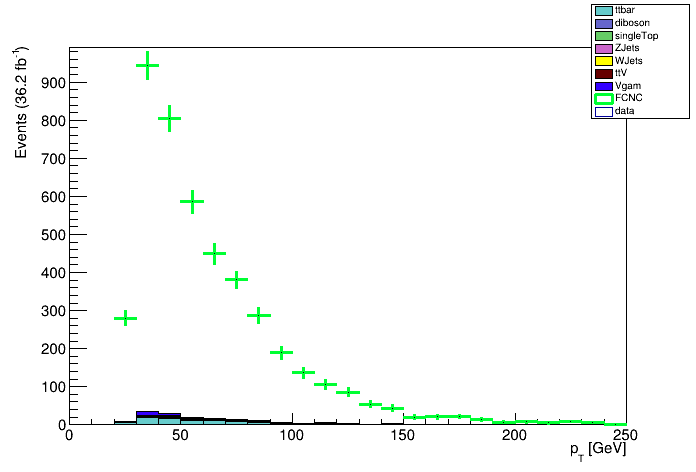 ttbar
diboson
singleTop
ZJets
WJets
ttV
Vgam
FCNC
data
Events (36.2 fb⁻¹)
900
800
700
600
500
400
300
200
100
0
0 50 100 150 200 250
p_T [GeV]